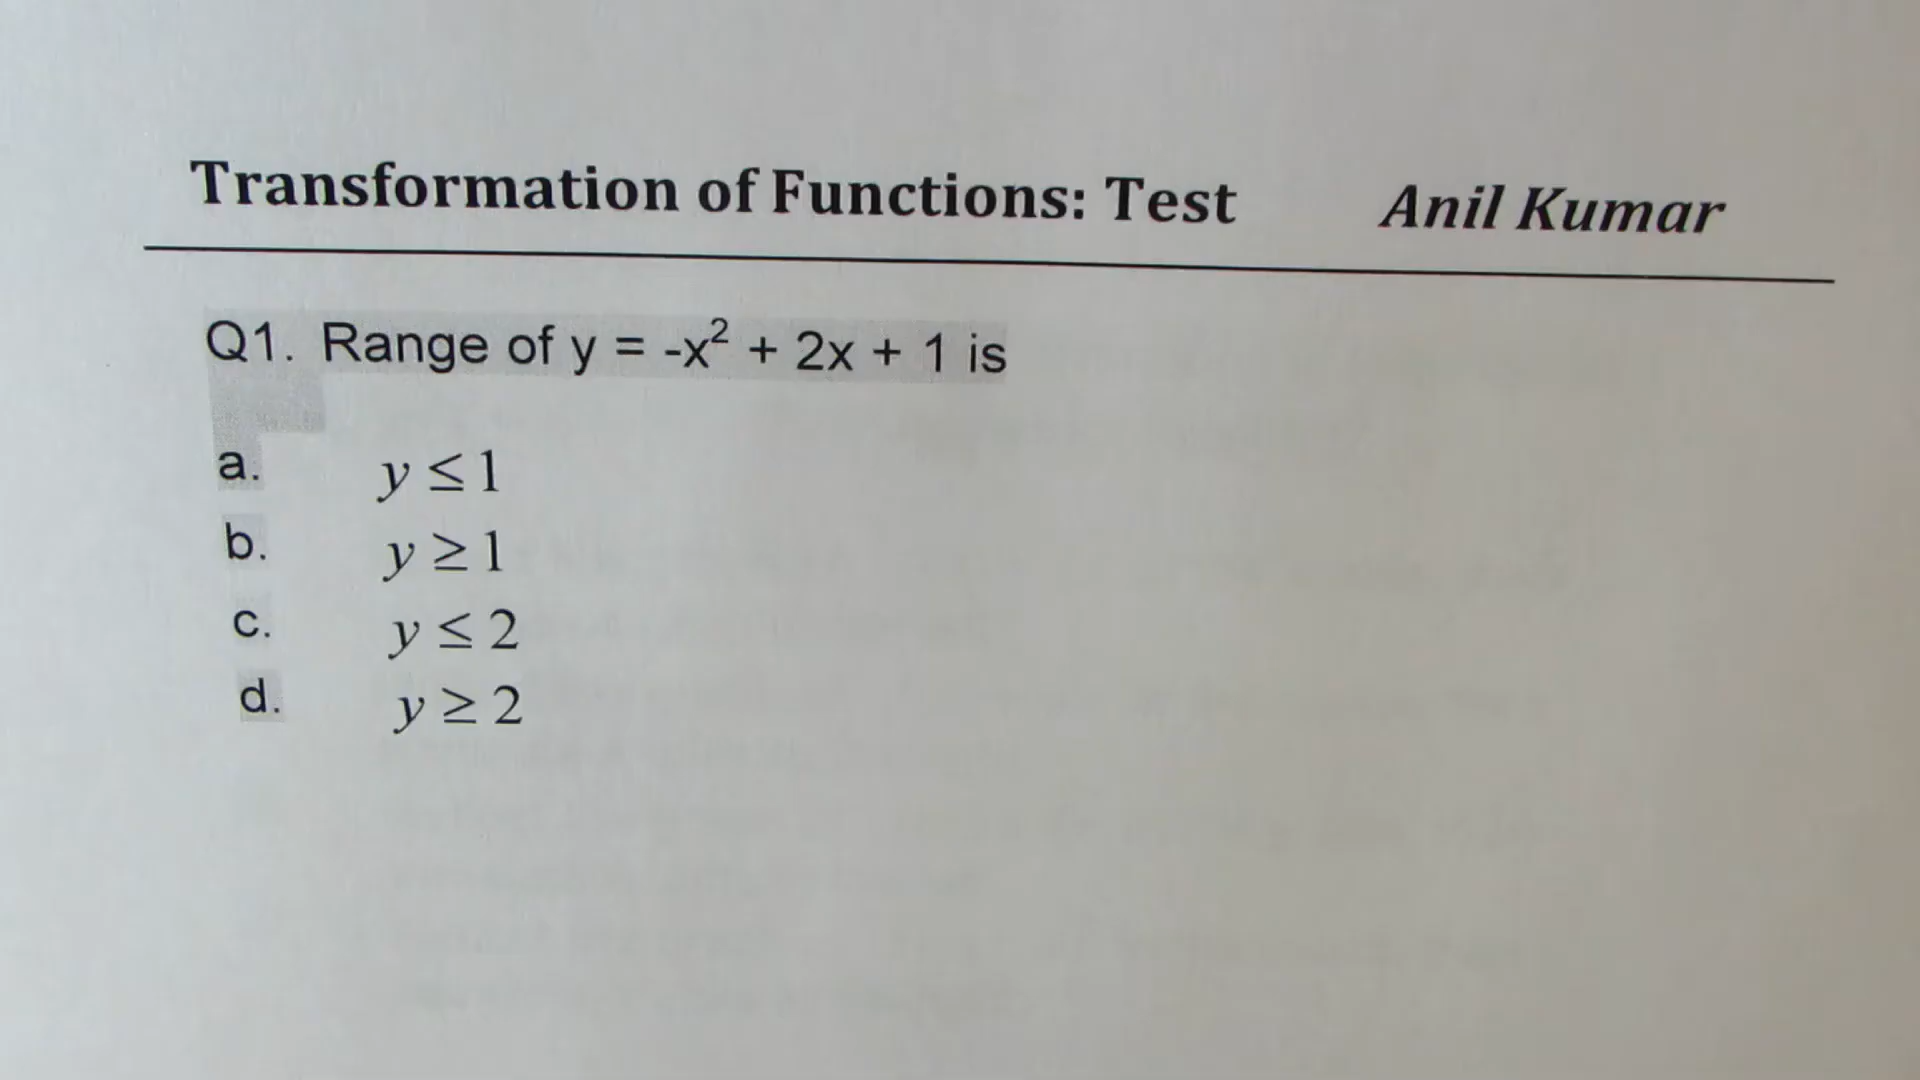 Transformation of Functions: Test Anil Kumar
Q1. Range of y = -x² + 2x + 1 is
a. y ≤ 1
b. y ≥ 1
c. y ≤ 2
d. y ≥ 2